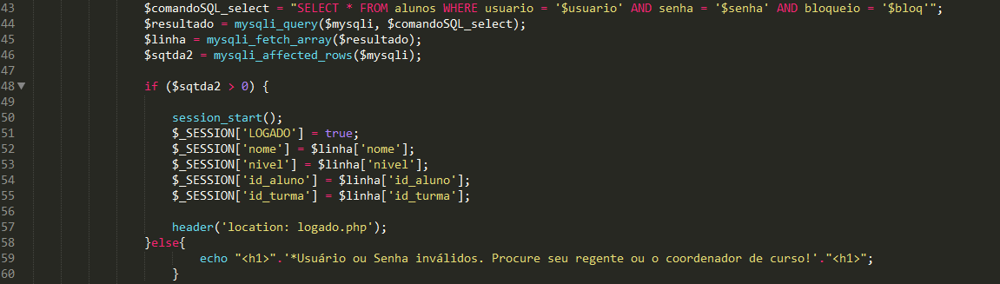 43 $comandoSQL_select = "SELECT * FROM alunos WHERE usuario = '$usuario' AND senha = '$senha' AND bloqueio = '$bloq'";
44 $resultado = mysqli_query($mysqli, $comandoSQL_select);
45 $linha = mysqli_fetch_array($resultado);
46 $sqtda2 = mysqli_affected_rows($mysqli);
47
48 if ($sqtda2 > 0) {
49
50 session_start();
51 $_SESSION['LOGADO'] = true;
52 $_SESSION['nome'] = $linha['nome'];
53 $_SESSION['nivel'] = $linha['nivel'];
54 $_SESSION['id_aluno'] = $linha['id_aluno'];
55 $_SESSION['id_turma'] = $linha['id_turma'];
56
57 header('location: logado.php');
58 }else{
59 echo "<h1>".'*Usuário ou Senha inválidos. Procure seu regente ou o coordenador de curso!'."<h1>";
60 }